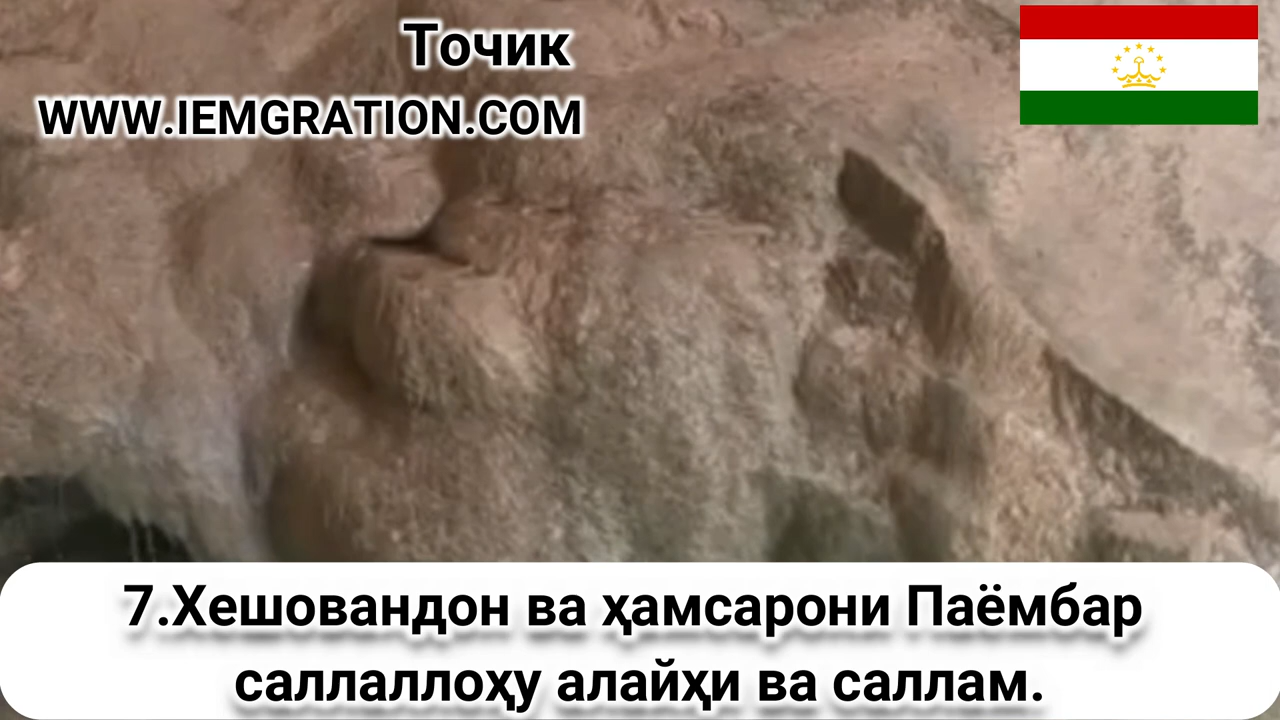 Точик
WWW.IEMGRATION.COM
7.Хешовандон ва ҳамсарони Паёмбар
саллаллоҳу алайҳи ва саллам.